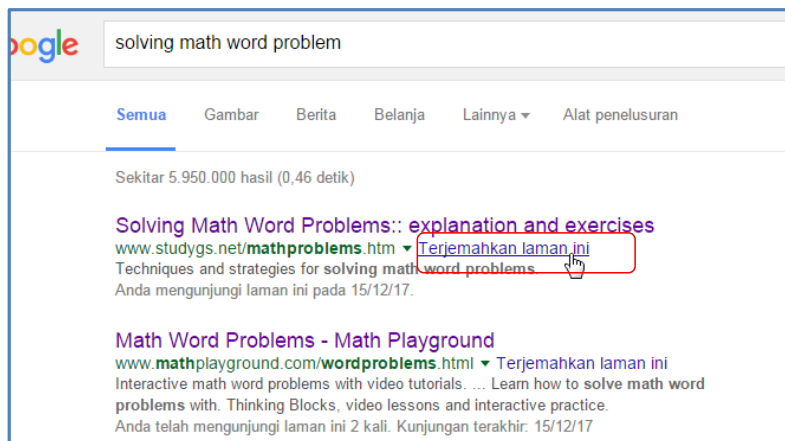 oogle
solving math word problem
Semua Gambar Berita Belanja Lainnya ▾ Alat penelusuran
Sekitar 5.950.000 hasil (0,46 detik)
Solving Math Word Problems:: explanation and exercises
www.studygs.net/mathproblems.htm ▾ Terjemahkan laman ini
Techniques and strategies for solving math word problems.
Anda mengunjungi laman ini pada 15/12/17.
Math Word Problems - Math Playground
www.mathplayground.com/wordproblems.html ▾ Terjemahkan laman ini
Interactive math word problems with video tutorials. ... Learn how to solve math word
problems with. Thinking Blocks, video lessons and interactive practice.
Anda telah mengunjungi laman ini 2 kali. Kunjungan terakhir: 15/12/17